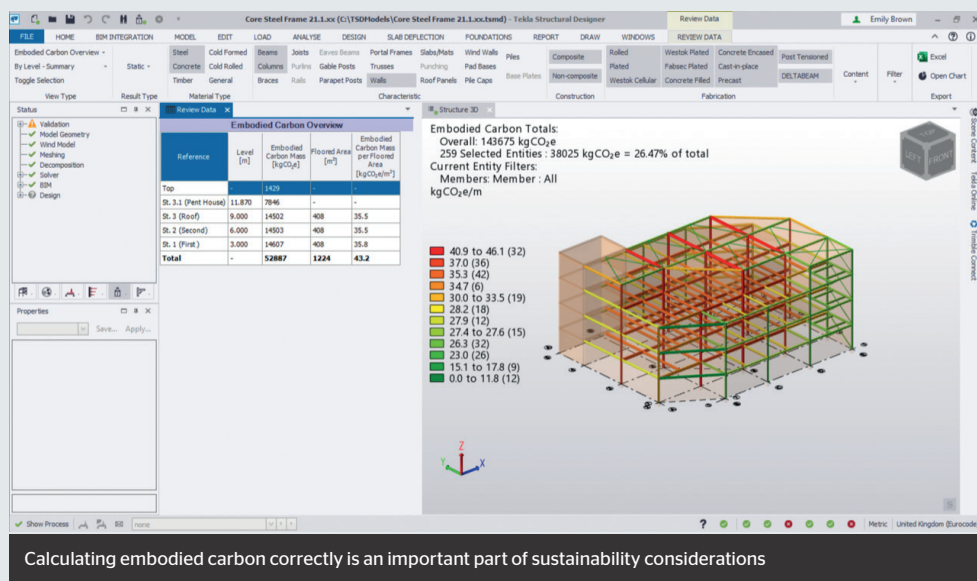 Core Steel Frame 21.1.xx (C:\TSDModels\Core Steel Frame 21.1.xx.tsmd) - Tekla Structural Designer
Review Data
Emily Brown
FILE HOME BIM INTEGRATION MODEL EDIT LOAD ANALYSE DESIGN SLAB DEFLECTION FOUNDATIONS REPORT DRAW WINDOWS REVIEW DATA
Embodied Carbon Overview
By Level - Summary
Toggle Selection
View Type
Static
Result Type
Steel Cold Formed
Concrete Cold Rolled
Timber General
Material Type
Beams Joists Eaves Beams Portal Frames Slabs/Mats Wind Walls Piles
Columns Purlins Gable Posts Trusses Punching Pad Bases
Braces Rails Parapet Posts Walls Roof Panels Pile Caps Base Plates
Characteristic
Composite
Non-composite
Construction
Rolled Westok Plated Concrete Encased Post Tensioned
Plated Fabsec Plated Cast-in-place
Westok Cellular Concrete Filled Precast DELTABEAM
Fabrication
Content
Filter
Excel
Open Chart
Export
Status
Validation
Model Geometry
Wind Model
Meshing
Decomposition
Solver
BIM
Design
Properties
Save... Apply...
Review Data
Embodied Carbon Overview
Reference Level [m] Embodied Carbon Mass [kgCO₂e] Floored Area [m²] Embodied Carbon Mass per Floored Area [kgCO₂e/m²]
Top - 1429 - -
St. 3.1 (Pent House) 11.870 7846 - -
St. 3 (Roof) 9.000 14502 408 35.5
St. 2 (Second) 6.000 14503 408 35.5
St. 1 (First) 3.000 14607 408 35.8
Total - 52887 1224 43.2
Structure 3D
Embodied Carbon Totals:
Overall: 143675 kgCO₂e
259 Selected Entities : 38025 kgCO₂e = 26.47% of total
Current Entity Filters:
Members: Member : All
kgCO₂e/m
40.9 to 46.1 (32)
37.0 (36)
35.3 (42)
34.7 (6)
30.0 to 33.5 (19)
28.2 (18)
27.9 (12)
27.4 to 27.6 (15)
26.3 (32)
23.0 (26)
15.1 to 17.8 (9)
0.0 to 11.8 (12)
TOP
LEFT
FRONT
Z
Y
X
Scene Content
Tekla Online
Trimble Connect
Show Process
none
Metric
United Kingdom (Eurocode
Calculating embodied carbon correctly is an important part of sustainability considerations